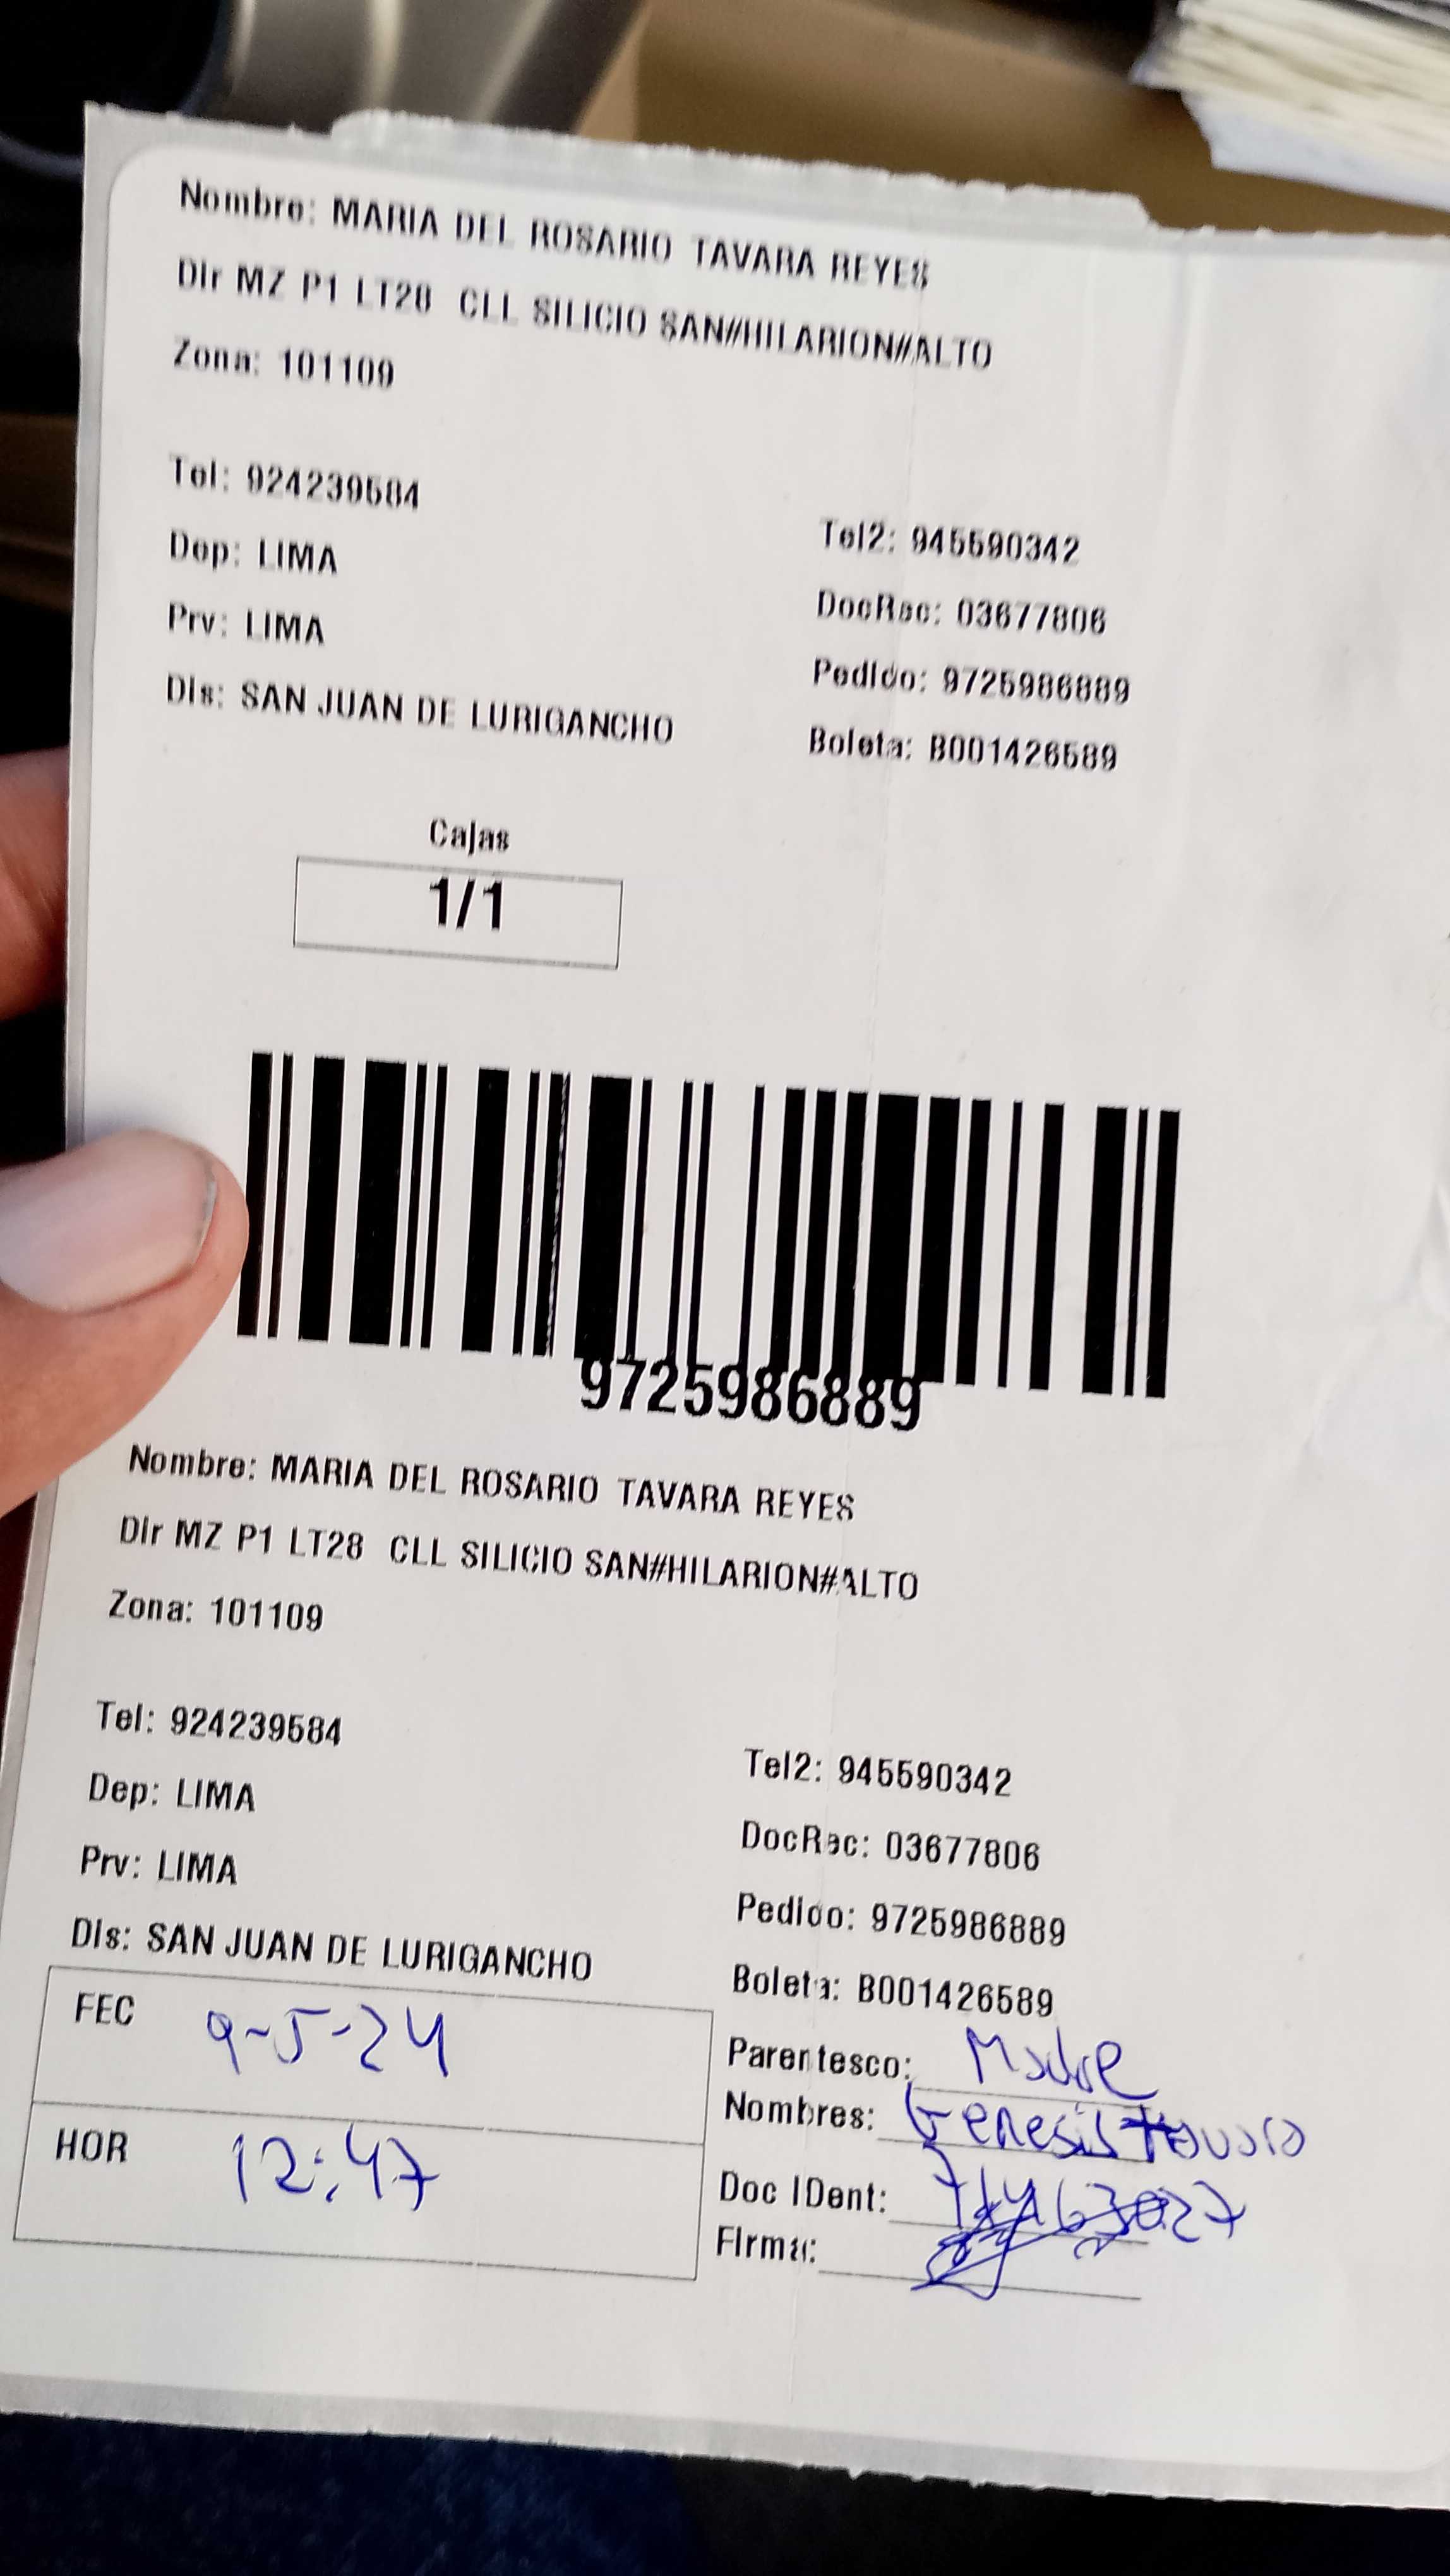 Nombre: MARIA DEL ROSARIO TAVARA REYES
Dir MZ P1 LT28 CLL SILICIO SAN#HILARION#ALTO
Zona: 101109
Tel: 924239584
Tel2: 945590342
Dep: LIMA
DocRec: 03677806
Prv: LIMA
Pedido: 9725986889
Dis: SAN JUAN DE LURIGANCHO
Boleta: B001426589
Cajas
1/1
9725986889
Nombre: MARIA DEL ROSARIO TAVARA REYES
Dir MZ P1 LT28 CLL SILICIO SAN#HILARION#ALTO
Zona: 101109
Tel: 924239584
Tel2: 945590342
Dep: LIMA
DocRec: 03677806
Prv: LIMA
Pedido: 9725986889
Dis: SAN JUAN DE LURIGANCHO
Boleta: B001426589
FEC 9-5-24
Parentesco: Madre
Nombres: Genesis
HOR 12:47
Doc IDent:
Firma: